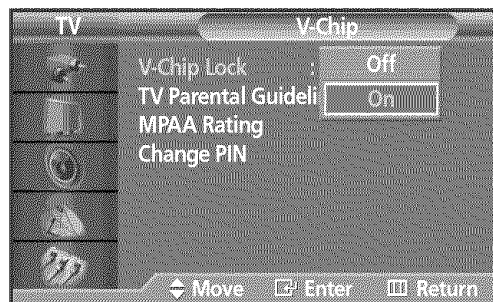 TV V-Chip
V-Chip Lock : Off
TV Parental Guideli On
MPAA Rating
Change PIN
Move Enter Return